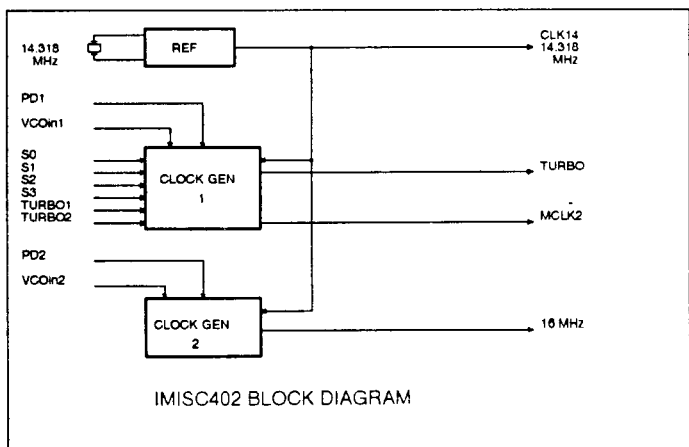 14.318
MHz
REF
CLK14
14.318
MHz
PD1
VCOin1
S0
S1
S2
S3
TURBO1
TURBO2
CLOCK GEN
1
TURBO
MCLK2
PD2
VCOin2
CLOCK GEN
2
16 MHz
IMISC402 BLOCK DIAGRAM